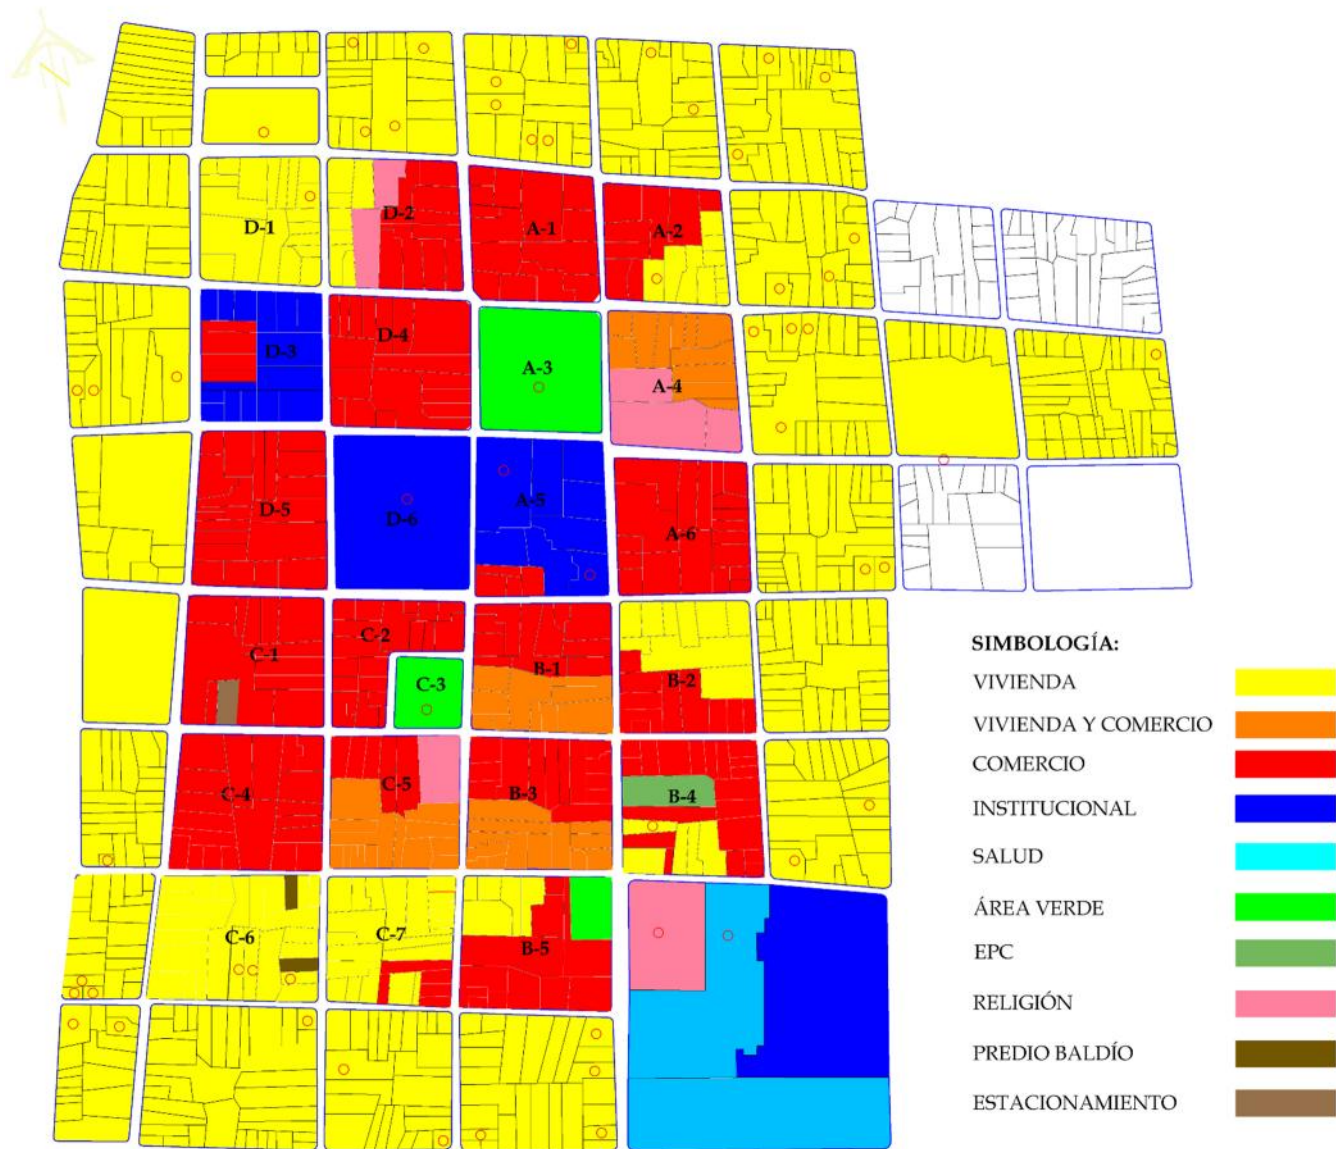 D-1
D-2
A-1
A-2
D-3
D-4
A-3
A-4
D-5
D-6
A-5
A-6
C-1
C-2
C-3
B-1
B-2
C-4
C-5
B-3
B-4
C-6
C-7
B-5
SIMBOLOGÍA:
VIVIENDA
VIVIENDA Y COMERCIO
COMERCIO
INSTITUCIONAL
SALUD
ÁREA VERDE
EPC
RELIGIÓN
PREDIO BALDÍO
ESTACIONAMIENTO